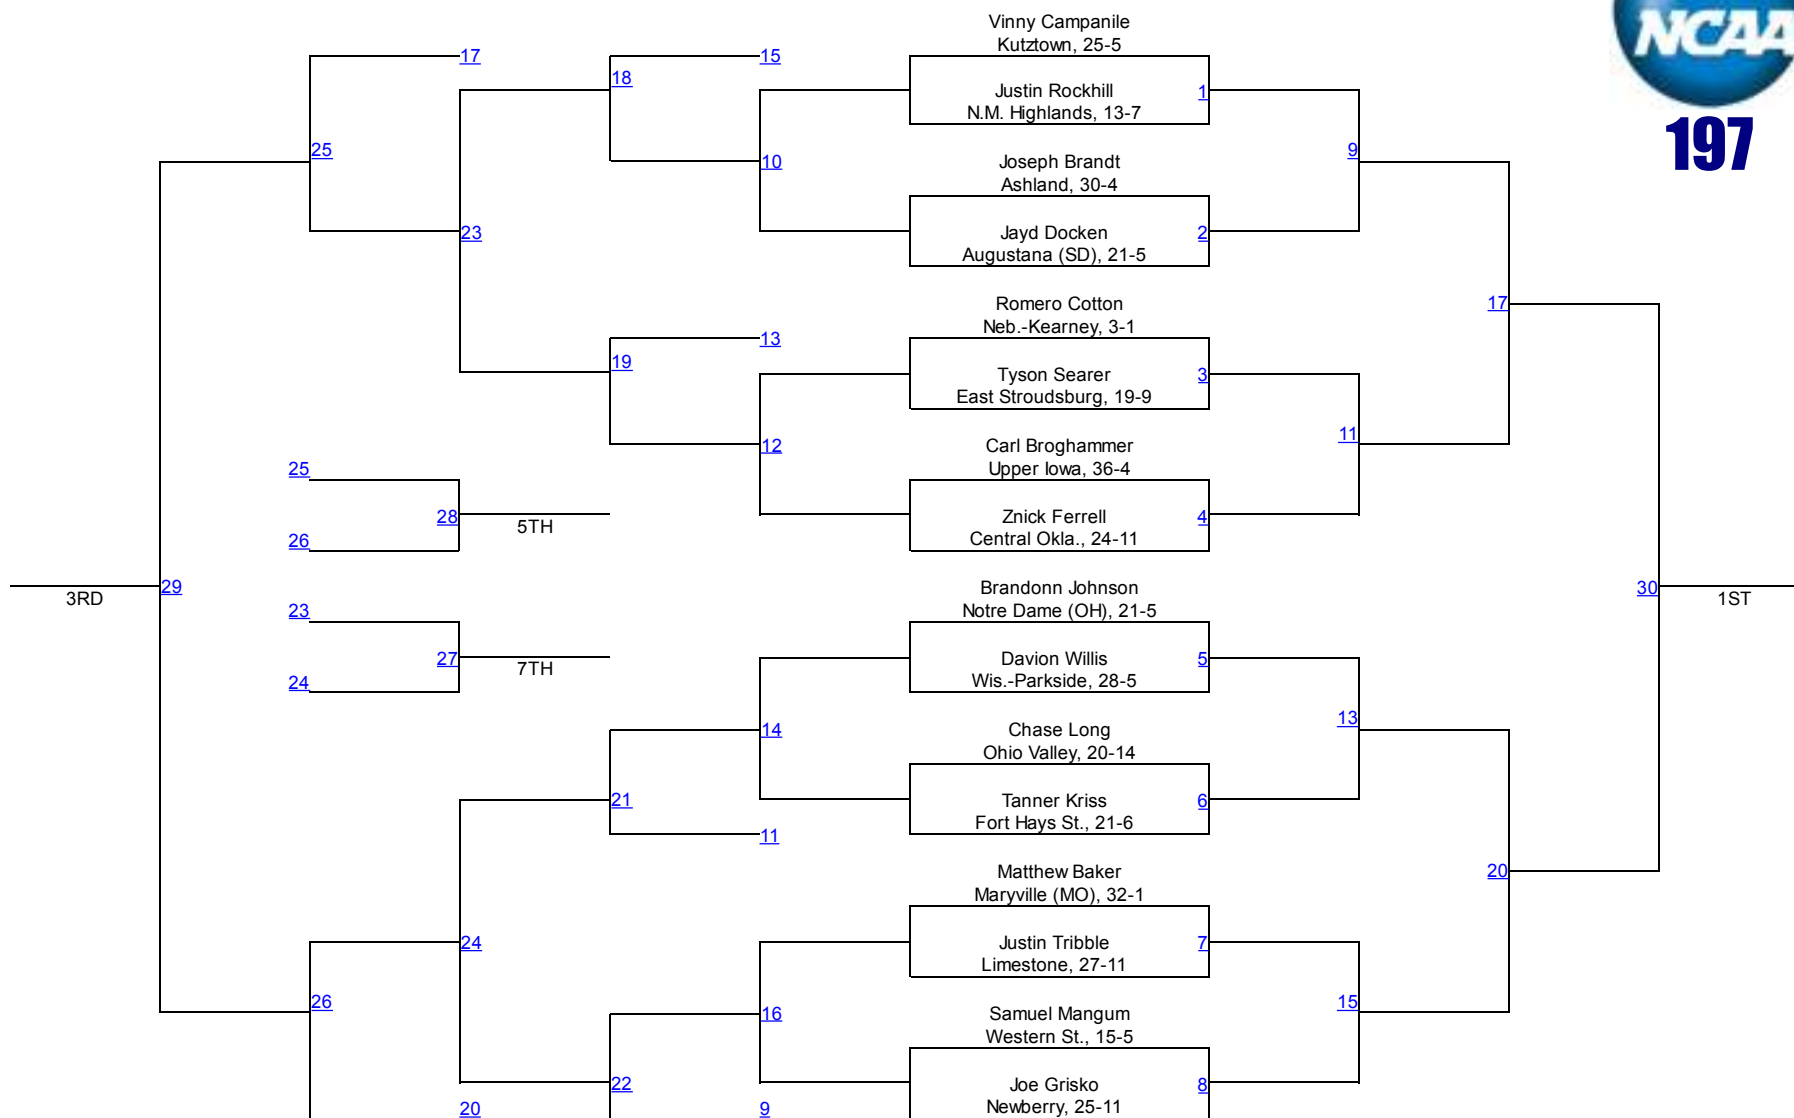 Vinny Campanile
Kutztown, 25-5
NCAA
197
17
15
18
Justin Rockhill
1
N.M. Highlands, 13-7
25
10
Joseph Brandt
9
Ashland, 30-4
23
Jayd Docken
2
Augustana (SD), 21-5
Romero Cotton
17
Neb.-Kearney, 3-1
13
19
Tyson Searer
3
East Stroudsburg, 19-9
12
Carl Broghammer
11
Upper Iowa, 36-4
25
28
5TH
Znick Ferrell
4
Central Okla., 24-11
26
3RD
29
Brandonn Johnson
30
1ST
Notre Dame (OH), 21-5
23
27
7TH
Davion Willis
5
Wis.-Parkside, 28-5
24
14
Chase Long
13
Ohio Valley, 20-14
21
Tanner Kriss
6
Fort Hays St., 21-6
11
Matthew Baker
20
Maryville (MO), 32-1
24
Justin Tribble
7
Limestone, 27-11
26
16
Samuel Mangum
15
Western St., 15-5
22
Joe Grisko
8
Newberry, 25-11
20
9